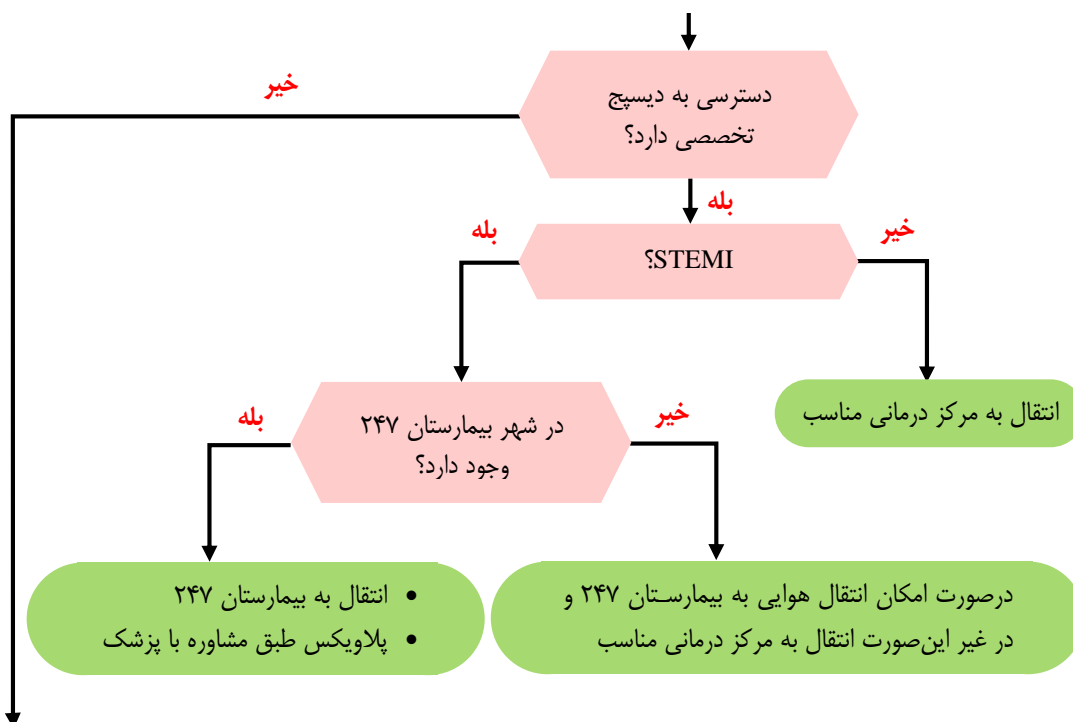 خیر
دسترسی به دیسپچ
تخصصی دارد؟
بله
خیر
بله
STEMI؟
انتقال به مرکز درمانی مناسب
خیر
بله
در شهر بیمارستان ۲۴۷
وجود دارد؟
درصورت امکان انتقال هوایی به بیمارسـتان ۲۴۷ و
در غیر این‌صورت انتقال به مرکز درمانی مناسب
• انتقال به بیمارستان ۲۴۷
• پلاویکس طبق مشاوره با پزشک